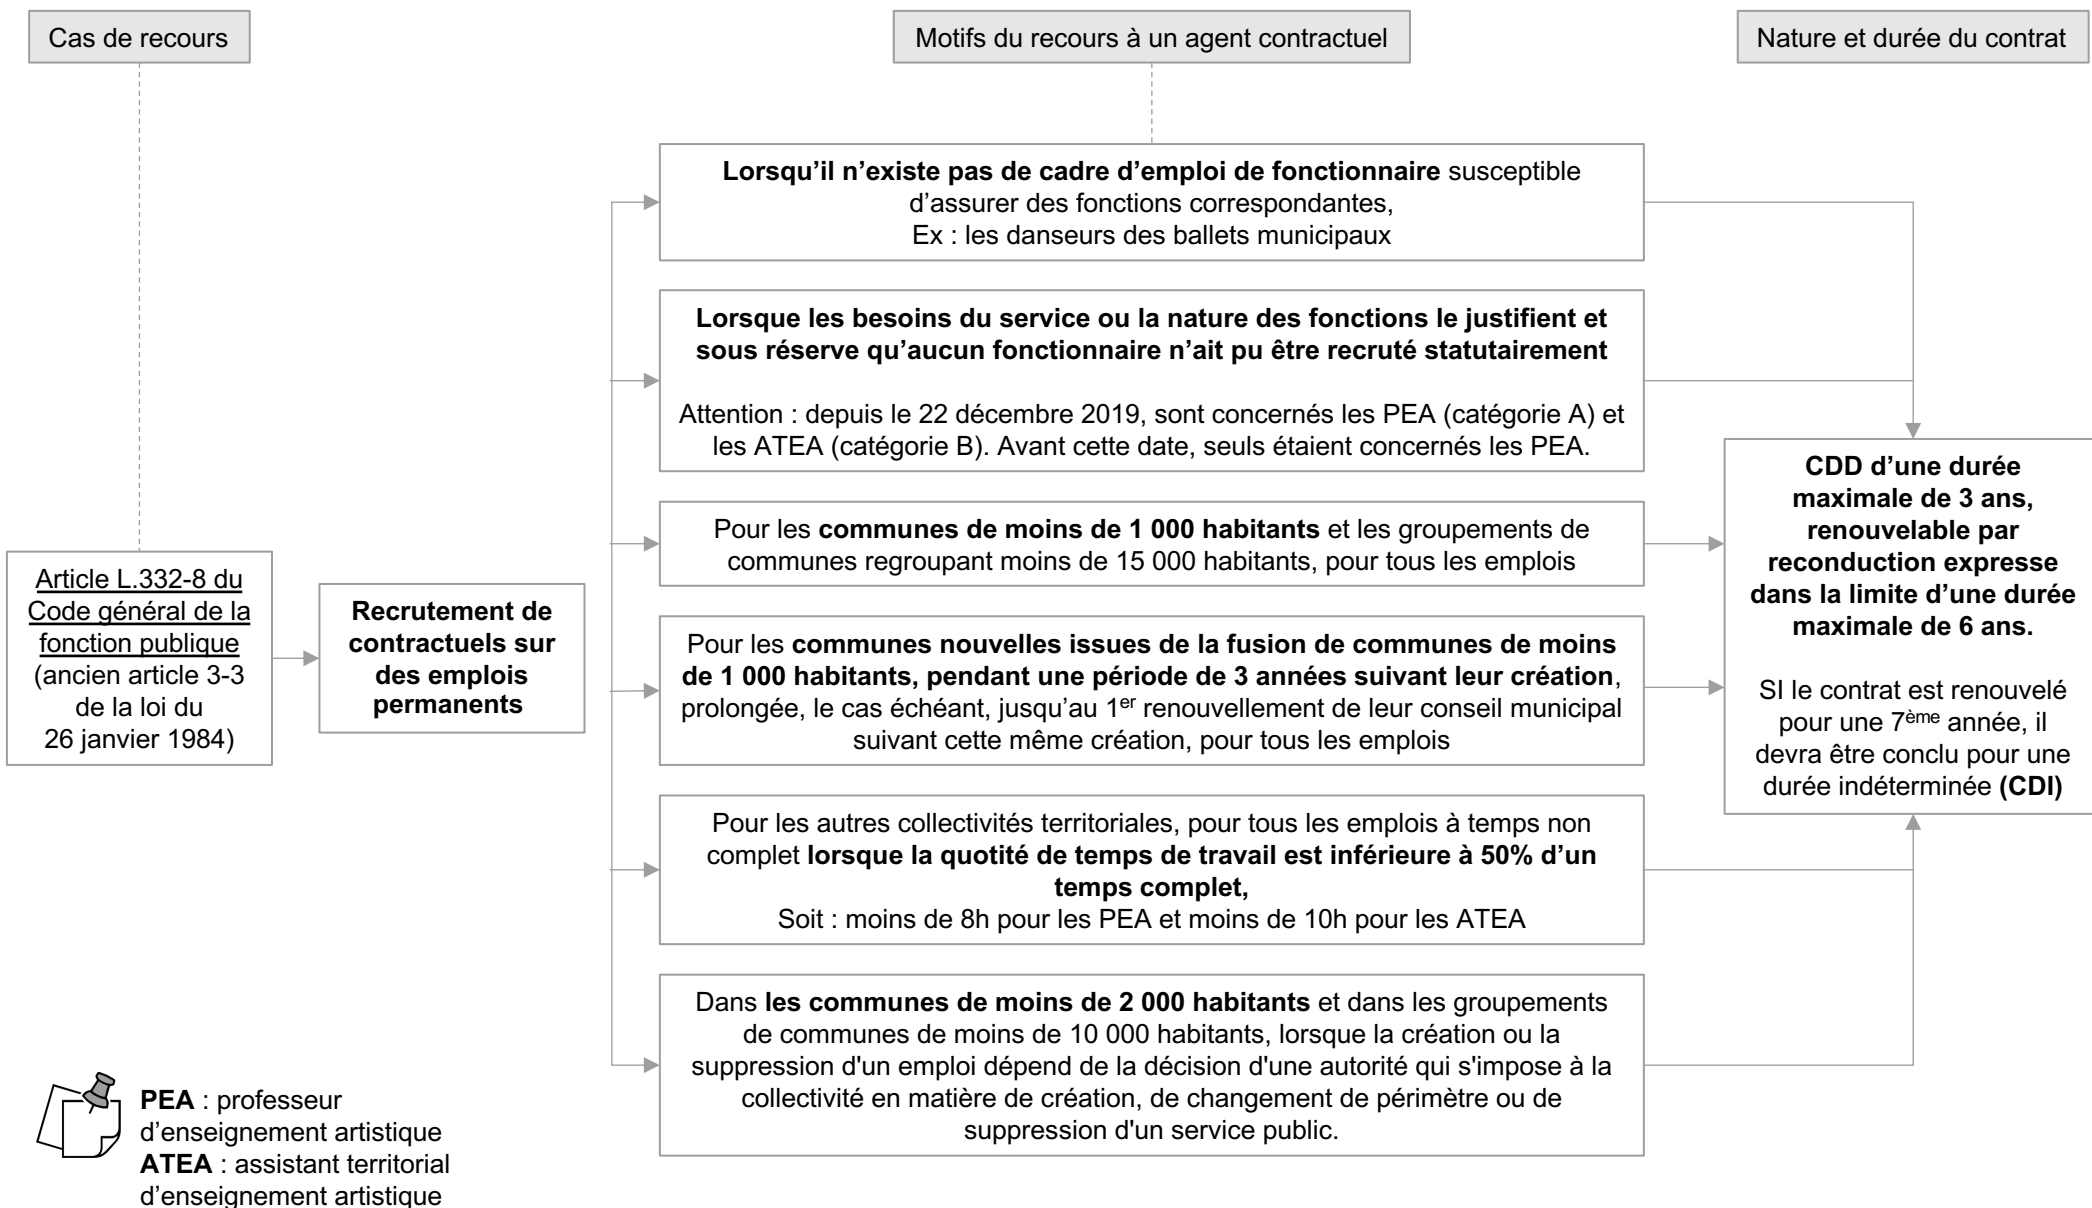 Cas de recours
Motifs du recours à un agent contractuel
Nature et durée du contrat
Article L.332-8 du
Code général de la
fonction publique
(ancien article 3-3
de la loi du
26 janvier 1984)
Recrutement de
contractuels sur
des emplois
permanents
Lorsqu’il n’existe pas de cadre d’emploi de fonctionnaire susceptible
d’assurer des fonctions correspondantes,
Ex : les danseurs des ballets municipaux
Lorsque les besoins du service ou la nature des fonctions le justifient et
sous réserve qu’aucun fonctionnaire n’ait pu être recruté statutairement
Attention : depuis le 22 décembre 2019, sont concernés les PEA (catégorie A) et
les ATEA (catégorie B). Avant cette date, seuls étaient concernés les PEA.
Pour les communes de moins de 1 000 habitants et les groupements de
communes regroupant moins de 15 000 habitants, pour tous les emplois
Pour les communes nouvelles issues de la fusion de communes de moins
de 1 000 habitants, pendant une période de 3 années suivant leur création,
prolongée, le cas échéant, jusqu’au 1er renouvellement de leur conseil municipal
suivant cette même création, pour tous les emplois
Pour les autres collectivités territoriales, pour tous les emplois à temps non
complet lorsque la quotité de temps de travail est inférieure à 50% d’un
temps complet,
Soit : moins de 8h pour les PEA et moins de 10h pour les ATEA
Dans les communes de moins de 2 000 habitants et dans les groupements
de communes de moins de 10 000 habitants, lorsque la création ou la
suppression d'un emploi dépend de la décision d'une autorité qui s'impose à la
collectivité en matière de création, de changement de périmètre ou de
suppression d'un service public.
CDD d’une durée
maximale de 3 ans,
renouvelable par
reconduction expresse
dans la limite d’une durée
maximale de 6 ans.
SI le contrat est renouvelé
pour une 7ème année, il
devra être conclu pour une
durée indéterminée (CDI)
PEA : professeur
d’enseignement artistique
ATEA : assistant territorial
d’enseignement artistique